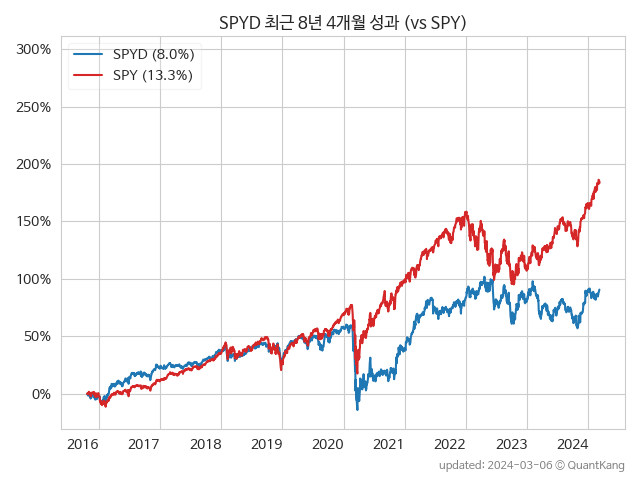 SPYD 최근 8년 4개월 성과 (vs SPY)
SPYD (8.0%)
SPY (13.3%)
300%
250%
200%
150%
100%
50%
0%
2016 2017 2018 2019 2020 2021 2022 2023 2024
updated: 2024-03-06 © QuantKang